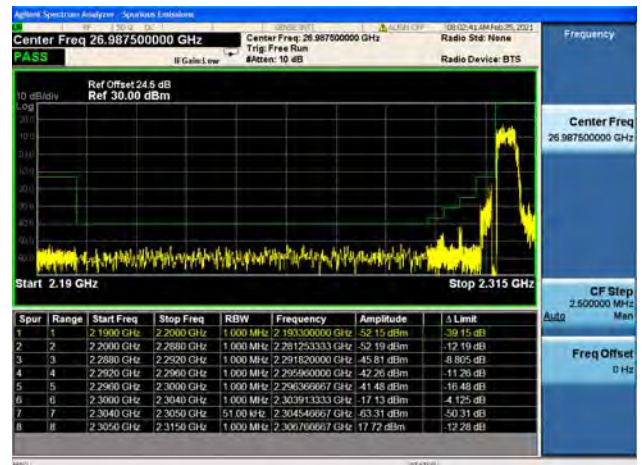 Agilent Spectrum Analyzer - Spurious Emissions
RF 50 Ω DC SENSE:INT ALIGN OFF 08:02:41 AM Feb 25, 2021
Center Freq 26.987500000 GHz Center Freq: 26.987500000 GHz Radio Std: None Frequency
Trig: Free Run
PASS IFGain:Low #Atten: 10 dB Radio Device: BTS
Ref Offset 24.5 dB
10 dB/div Ref 30.00 dBm
Log
Center Freq
26.987500000 GHz
Start 2.19 GHz Stop 2.315 GHz
CF Step
2.500000 MHz
Auto Man
Spur Range Start Freq Stop Freq RBW Frequency Amplitude Δ Limit
1 1 2.1900 GHz 2.2000 GHz 1.000 MHz 2.193300000 GHz -52.15 dBm -39.15 dB
2 2 2.2000 GHz 2.2880 GHz 1.000 MHz 2.281253333 GHz -52.19 dBm -12.19 dB
3 3 2.2880 GHz 2.2920 GHz 1.000 MHz 2.291820000 GHz -45.81 dBm -8.805 dB
4 4 2.2920 GHz 2.2960 GHz 1.000 MHz 2.295960000 GHz -42.26 dBm -11.26 dB
5 5 2.2960 GHz 2.3000 GHz 1.000 MHz 2.296366667 GHz -41.48 dBm -16.48 dB
6 6 2.3000 GHz 2.3040 GHz 1.000 MHz 2.303913333 GHz -17.13 dBm -4.125 dB
7 7 2.3040 GHz 2.3050 GHz 51.00 kHz 2.304546667 GHz -63.31 dBm -50.31 dB
8 8 2.3050 GHz 2.3150 GHz 1.000 MHz 2.306766667 GHz 17.72 dBm -12.28 dB
Freq Offset
0 Hz